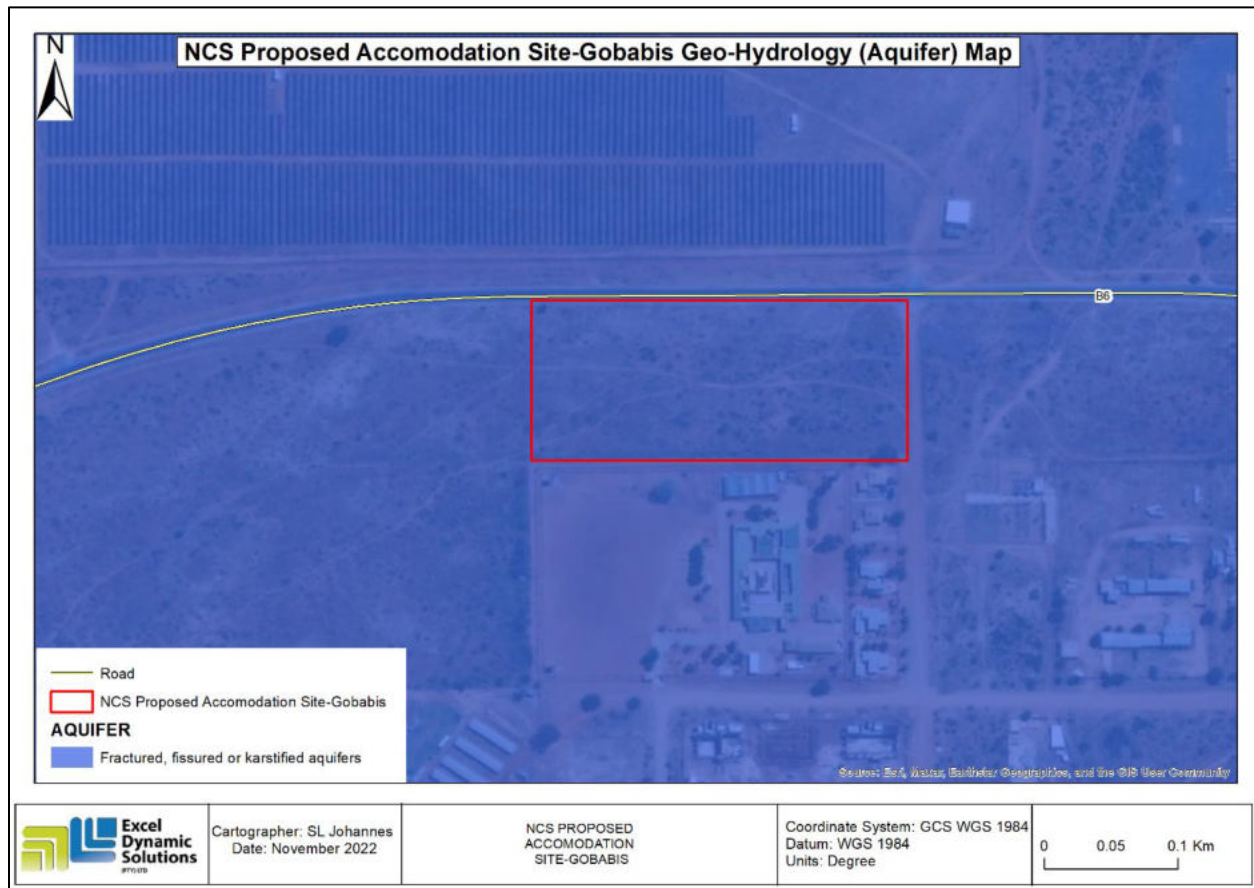 N
NCS Proposed Accomodation Site-Gobabis Geo-Hydrology (Aquifer) Map
B6
Road
NCS Proposed Accomodation Site-Gobabis
AQUIFER
Fractured, fissured or karstified aquifers
Source: Esri, Maxar, Earthstar Geographics, and the GIS User Community
Excel
Dynamic
Solutions
(PTY) LTD
Cartographer: SL Johannes
Date: November 2022
NCS PROPOSED
ACCOMODATION
SITE-GOBABIS
Coordinate System: GCS WGS 1984
Datum: WGS 1984
Units: Degree
0 0.05 0.1 Km